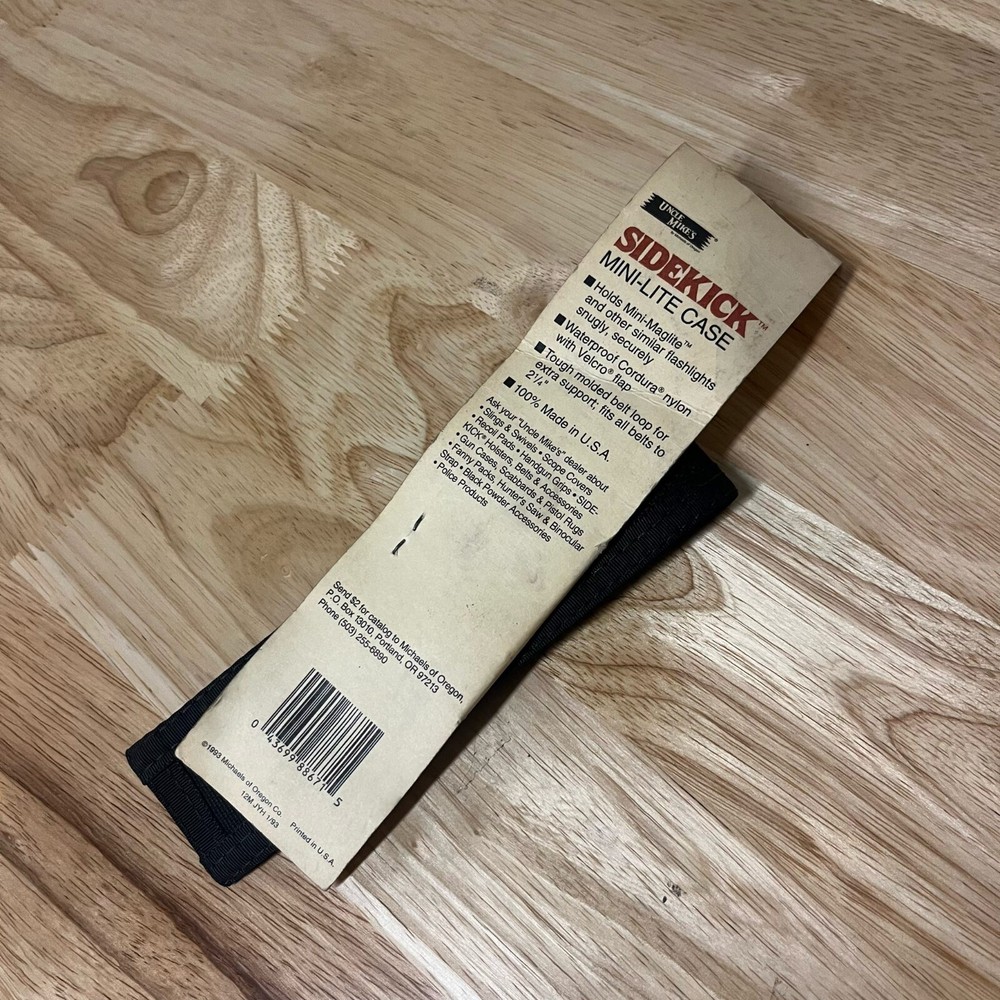 UNCLE
MIKE'S
SIDEKICK™
MINI-LITE CASE
■ Holds Mini-Maglite™
and other similar flashlights
snugly, securely
■ Waterproof Cordura® nylon
with Velcro® flap
■ Tough molded belt loop for
extra support; fits all belts to
2¼"
■ 100% Made in U.S.A.
Ask your "Uncle Mike's" dealer about
• Slings & Swivels • Scope Covers
• Recoil Pads • Handgun Grips • SIDE-
KICK® Holsters, Belts & Accessories
• Gun Cases, Scabbards & Pistol Rugs
• Fanny Packs, Hunter's Saw & Binocular
Strap • Black Powder Accessories
• Police Products
Send $2 for catalog to Michaels of Oregon,
P.O. Box 13010, Portland, OR 97213
Phone (503) 255-6890
0 43699 88671 5
©1993 Michaels of Oregon Co. Printed in U.S.A.
12M JYH 1/93